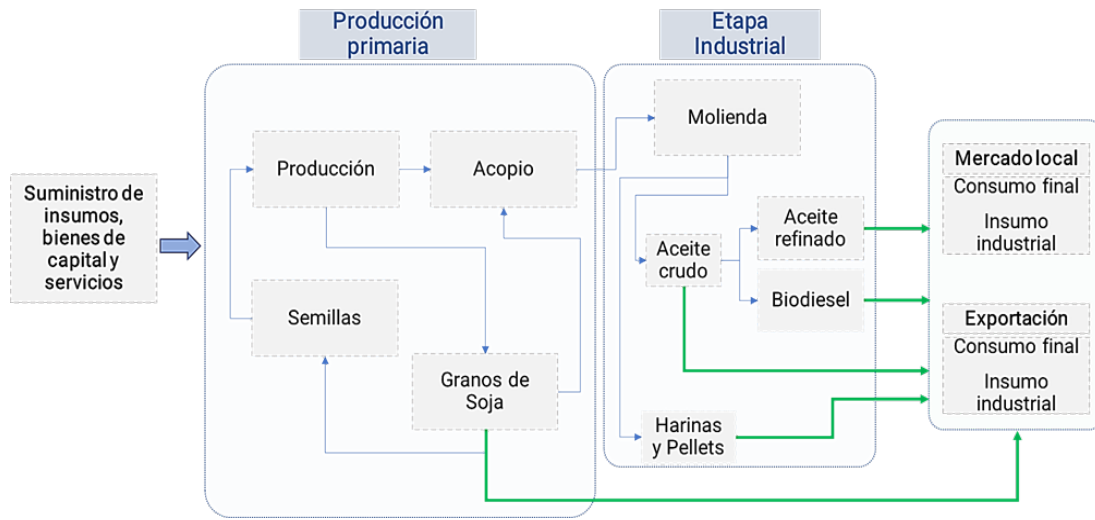 Producción
primaria
Etapa
Industrial
Suministro de
insumos,
bienes de
capital y
servicios
Producción
Acopio
Semillas
Granos de
Soja
Molienda
Aceite
crudo
Aceite
refinado
Biodiesel
Harinas
y Pellets
Mercado local
Consumo final
Insumo
industrial
Exportación
Consumo final
Insumo
industrial